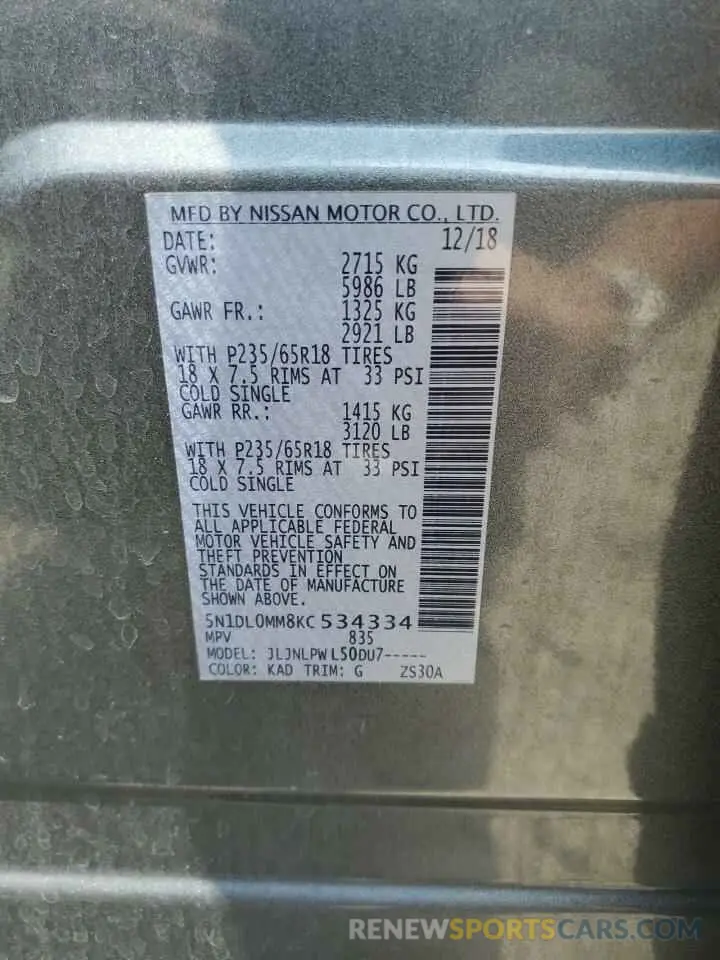 MFD BY NISSAN MOTOR CO., LTD.
DATE: 12/18
GVWR: 2715 KG
5986 LB
GAWR FR.: 1325 KG
2921 LB
WITH P235/65R18 TIRES
18 X 7.5 RIMS AT 33 PSI
COLD SINGLE
GAWR RR.: 1415 KG
3120 LB
WITH P235/65R18 TIRES
18 X 7.5 RIMS AT 33 PSI
COLD SINGLE
THIS VEHICLE CONFORMS TO
ALL APPLICABLE FEDERAL
MOTOR VEHICLE SAFETY AND
THEFT PREVENTION
STANDARDS IN EFFECT ON
THE DATE OF MANUFACTURE
SHOWN ABOVE.
5N1DL0MM8KC534334
MPV 835
MODEL: JLJNLPW L50DU7-----
COLOR: KAD TRIM: G ZS30A
RENEWSPORTSCARS.COM